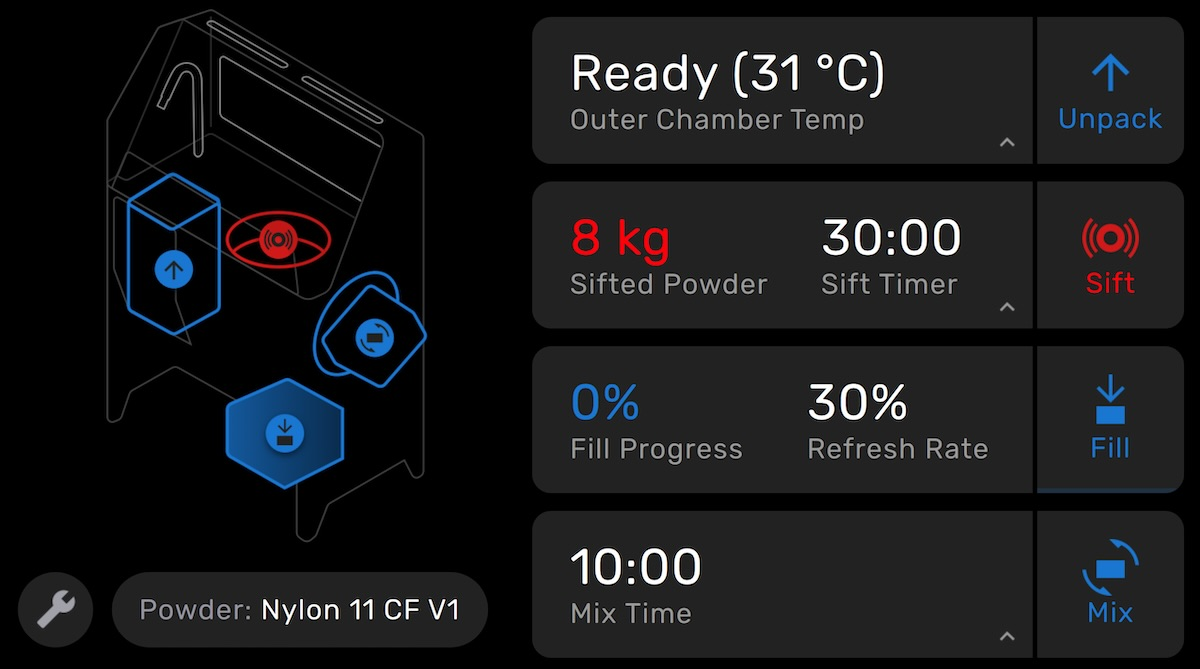 Ready (31 °C)
Outer Chamber Temp
Unpack
8 kg
Sifted Powder
30:00
Sift Timer
Sift
0%
Fill Progress
30%
Refresh Rate
Fill
10:00
Mix Time
Mix
Powder: Nylon 11 CF V1